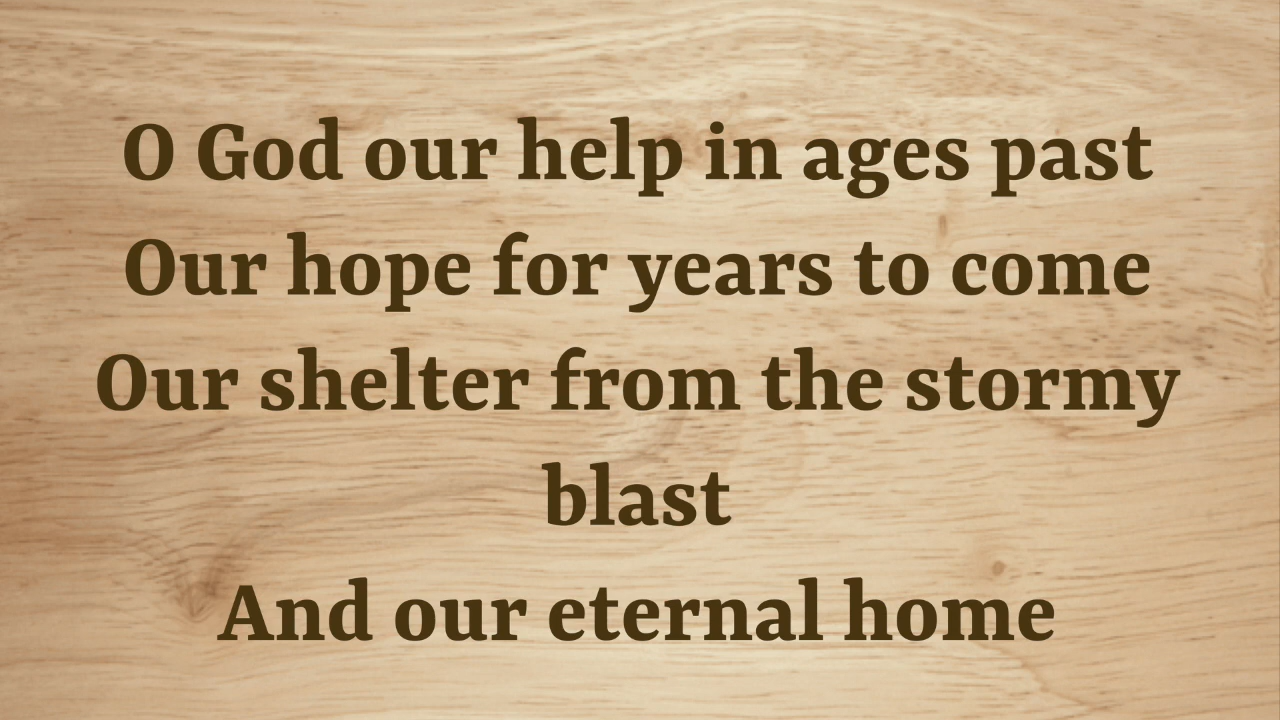 O God our help in ages past
Our hope for years to come
Our shelter from the stormy
blast
And our eternal home